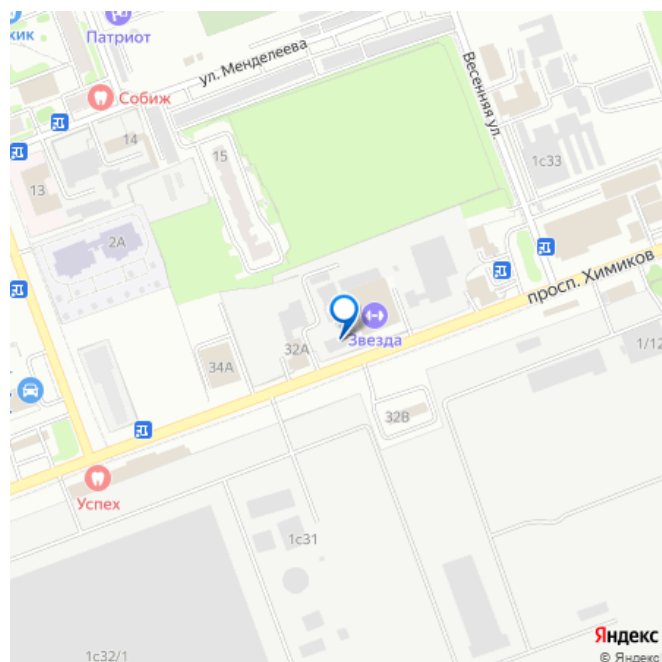 жик
Патриот
ул. Менделеева
Собиж
Весенняя ул.
14
15
1с33
13
2А
просп. Химиков
Звезда
32А
1/12
34А
32В
Успех
1с31
1с32/1
Яндекс
© Яндекс